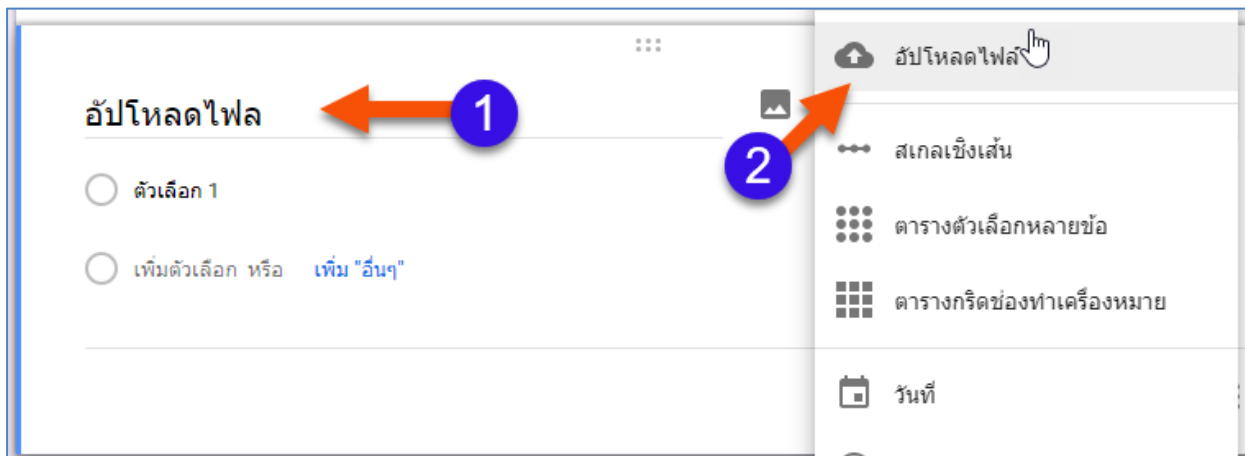 อัปโหลดไฟล์
อัปโหลดไฟล
1
2
สเกลเชิงเส้น
ตัวเลือก 1
ตารางตัวเลือกหลายข้อ
เพิ่มตัวเลือก หรือ เพิ่ม "อื่นๆ"
ตารางกริดช่องทำเครื่องหมาย
วันที่